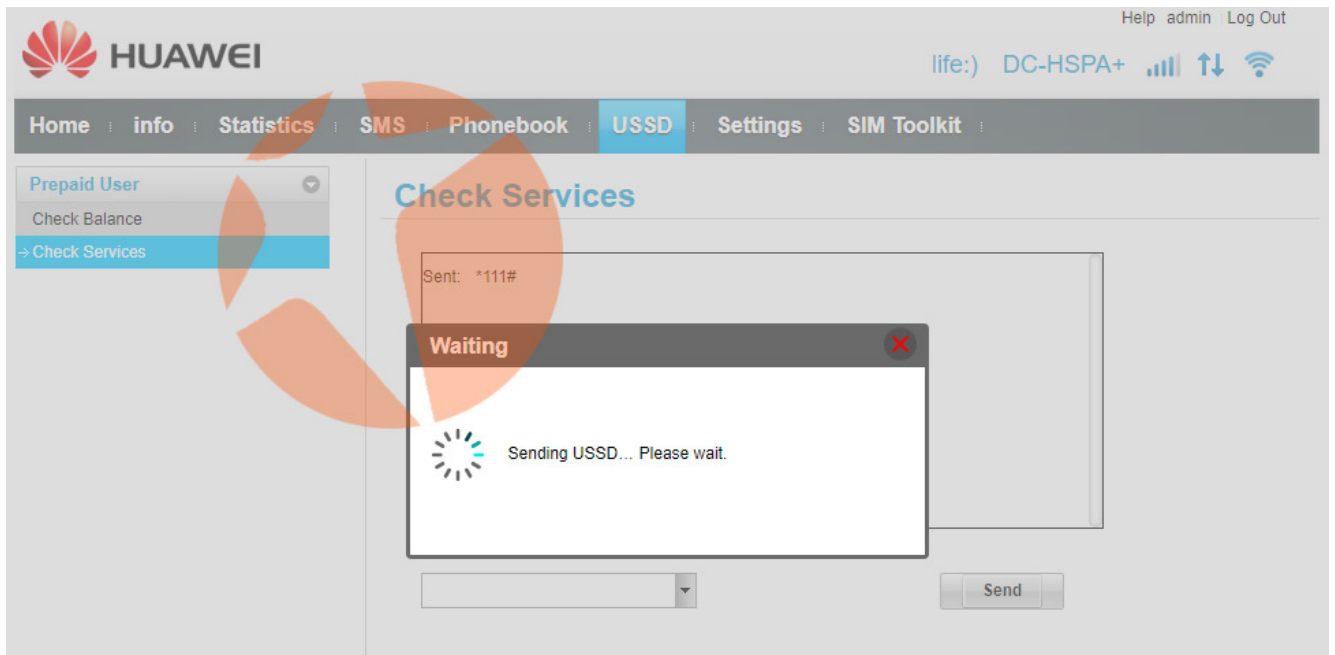 Help admin Log Out
HUAWEI
life:) DC-HSPA+
Home info Statistics SMS Phonebook USSD Settings SIM Toolkit
Prepaid User
Check Balance
Check Services
Check Services
Sent: *111#
Waiting
Sending USSD... Please wait.
Send